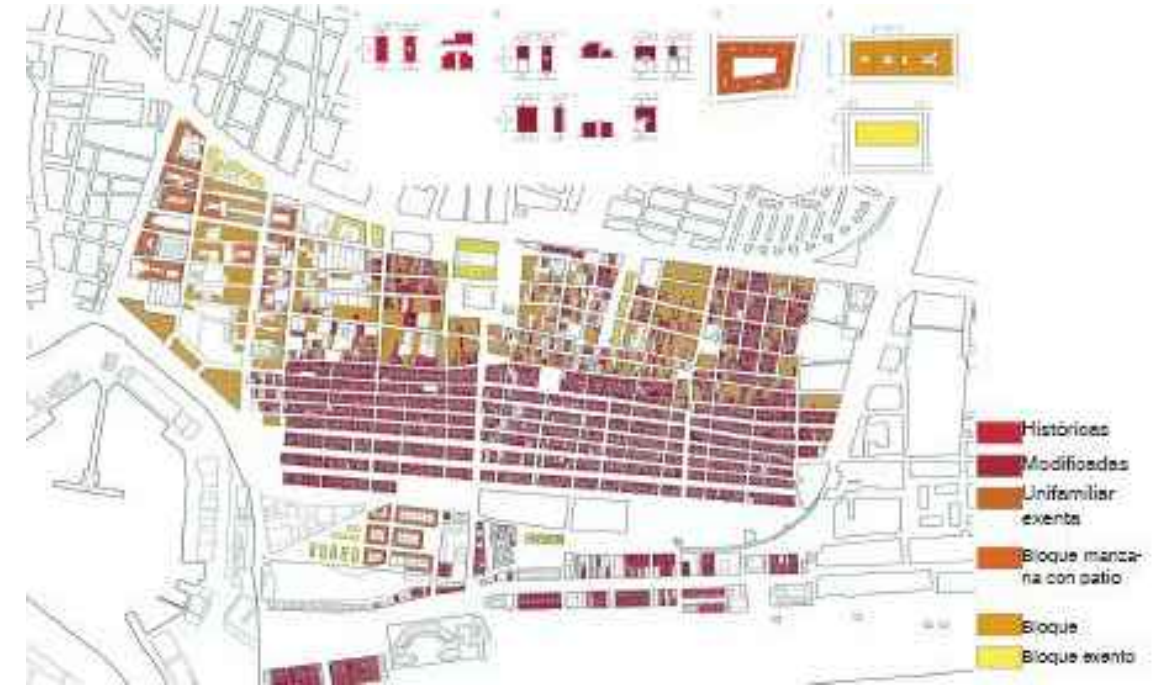 Históricas
Modificadas
Unifamiliar
exenta
Bloque manza-
na con patio
Bloque
Bloque exento